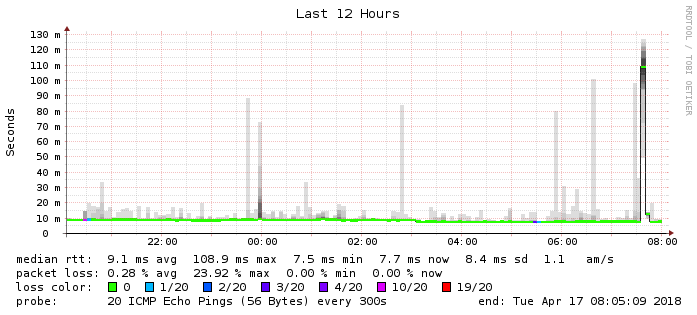 Last 12 Hours
RRDTOOL / TOBI OETIKER
Seconds
130 m
120 m
110 m
100 m
90 m
80 m
70 m
60 m
50 m
40 m
30 m
20 m
10 m
0
22:00 00:00 02:00 04:00 06:00 08:00
median rtt: 9.1 ms avg 108.9 ms max 7.5 ms min 7.7 ms now 8.4 ms sd 1.1 am/s
packet loss: 0.28 % avg 23.92 % max 0.00 % min 0.00 % now
loss color: 0 1/20 2/20 3/20 4/20 10/20 19/20
probe: 20 ICMP Echo Pings (56 Bytes) every 300s end: Tue Apr 17 08:05:09 2018